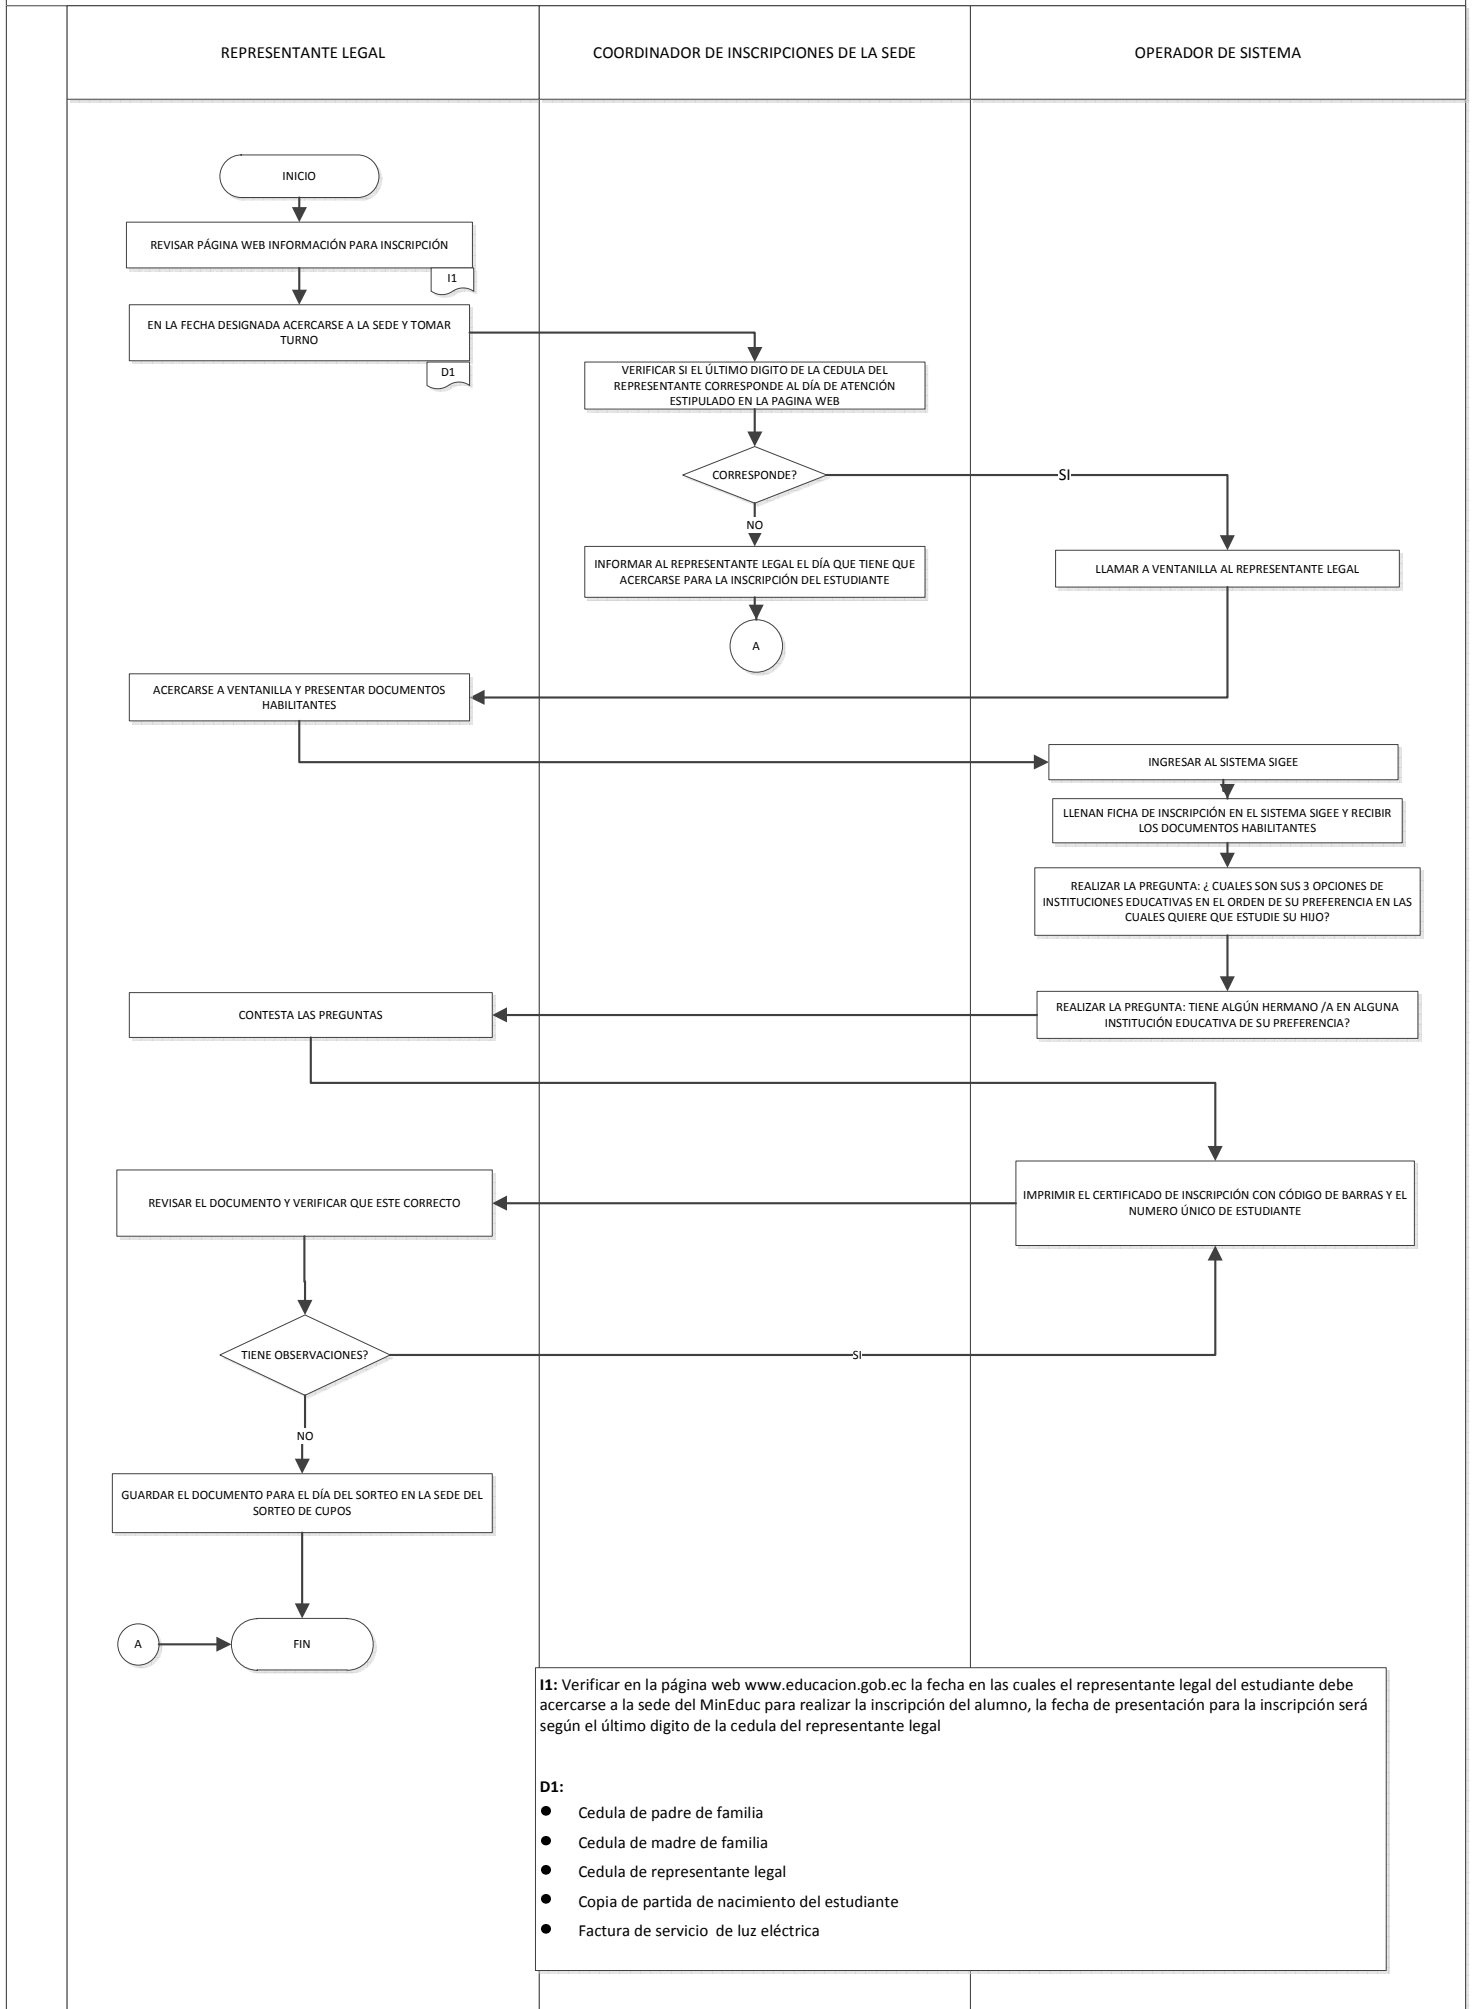 REPRESENTANTE LEGAL
COORDINADOR DE INSCRIPCIONES DE LA SEDE
OPERADOR DE SISTEMA
INICIO
REVISAR PÁGINA WEB INFORMACIÓN PARA INSCRIPCIÓN
I1
EN LA FECHA DESIGNADA ACERCARSE A LA SEDE Y TOMAR
TURNO
D1
VERIFICAR SI EL ÚLTIMO DIGITO DE LA CEDULA DEL
REPRESENTANTE CORRESPONDE AL DÍA DE ATENCIÓN
ESTIPULADO EN LA PAGINA WEB
CORRESPONDE?
SI
NO
INFORMAR AL REPRESENTANTE LEGAL EL DÍA QUE TIENE QUE
ACERCARSE PARA LA INSCRIPCIÓN DEL ESTUDIANTE
LLAMAR A VENTANILLA AL REPRESENTANTE LEGAL
A
ACERCARSE A VENTANILLA Y PRESENTAR DOCUMENTOS
HABILITANTES
INGRESAR AL SISTEMA SIGEE
LLENAN FICHA DE INSCRIPCIÓN EN EL SISTEMA SIGEE Y RECIBIR
LOS DOCUMENTOS HABILITANTES
REALIZAR LA PREGUNTA: ¿ CUALES SON SUS 3 OPCIONES DE
INSTITUCIONES EDUCATIVAS EN EL ORDEN DE SU PREFERENCIA EN LAS
CUALES QUIERE QUE ESTUDIE SU HIJO?
REALIZAR LA PREGUNTA: TIENE ALGÚN HERMANO /A EN ALGUNA
INSTITUCIÓN EDUCATIVA DE SU PREFERENCIA?
CONTESTA LAS PREGUNTAS
IMPRIMIR EL CERTIFICADO DE INSCRIPCIÓN CON CÓDIGO DE BARRAS Y EL
NUMERO ÚNICO DE ESTUDIANTE
REVISAR EL DOCUMENTO Y VERIFICAR QUE ESTE CORRECTO
TIENE OBSERVACIONES?
SI
NO
GUARDAR EL DOCUMENTO PARA EL DÍA DEL SORTEO EN LA SEDE DEL
SORTEO DE CUPOS
A
FIN
I1: Verificar en la página web www.educacion.gob.ec la fecha en las cuales el representante legal del estudiante debe
acercarse a la sede del MinEduc para realizar la inscripción del alumno, la fecha de presentación para la inscripción será
según el último digito de la cedula del representante legal
D1:
● Cedula de padre de familia
● Cedula de madre de familia
● Cedula de representante legal
● Copia de partida de nacimiento del estudiante
● Factura de servicio de luz eléctrica